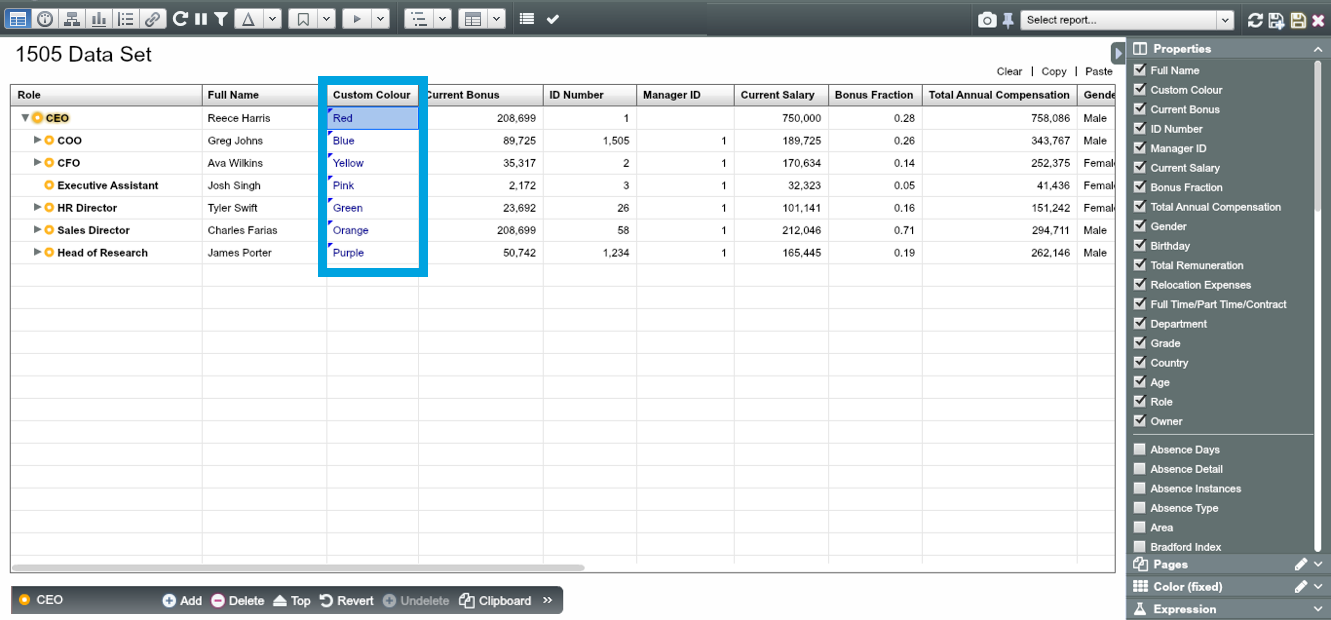 Select report...
1505 Data Set
Clear | Copy | Paste
Role Full Name Custom Colour Current Bonus ID Number Manager ID Current Salary Bonus Fraction Total Annual Compensation Gende
CEO Reece Harris Red 208,699 1 750,000 0.28 758,086 Male
COO Greg Johns Blue 89,725 1,505 1 189,725 0.26 343,767 Male
CFO Ava Wilkins Yellow 35,317 2 1 170,634 0.14 252,375 Femal
Executive Assistant Josh Singh Pink 2,172 3 1 32,323 0.05 41,436 Femal
HR Director Tyler Swift Green 23,692 26 1 101,141 0.16 151,242 Femal
Sales Director Charles Farias Orange 208,699 58 1 212,046 0.71 294,711 Male
Head of Research James Porter Purple 50,742 1,234 1 165,445 0.19 262,146 Male
CEO Add Delete Top Revert Undelete Clipboard »
Properties
Full Name
Custom Colour
Current Bonus
ID Number
Manager ID
Current Salary
Bonus Fraction
Total Annual Compensation
Gender
Birthday
Total Remuneration
Relocation Expenses
Full Time/Part Time/Contract
Department
Grade
Country
Age
Role
Owner
Absence Days
Absence Detail
Absence Instances
Absence Type
Area
Bradford Index
Pages
Color (fixed)
Expression